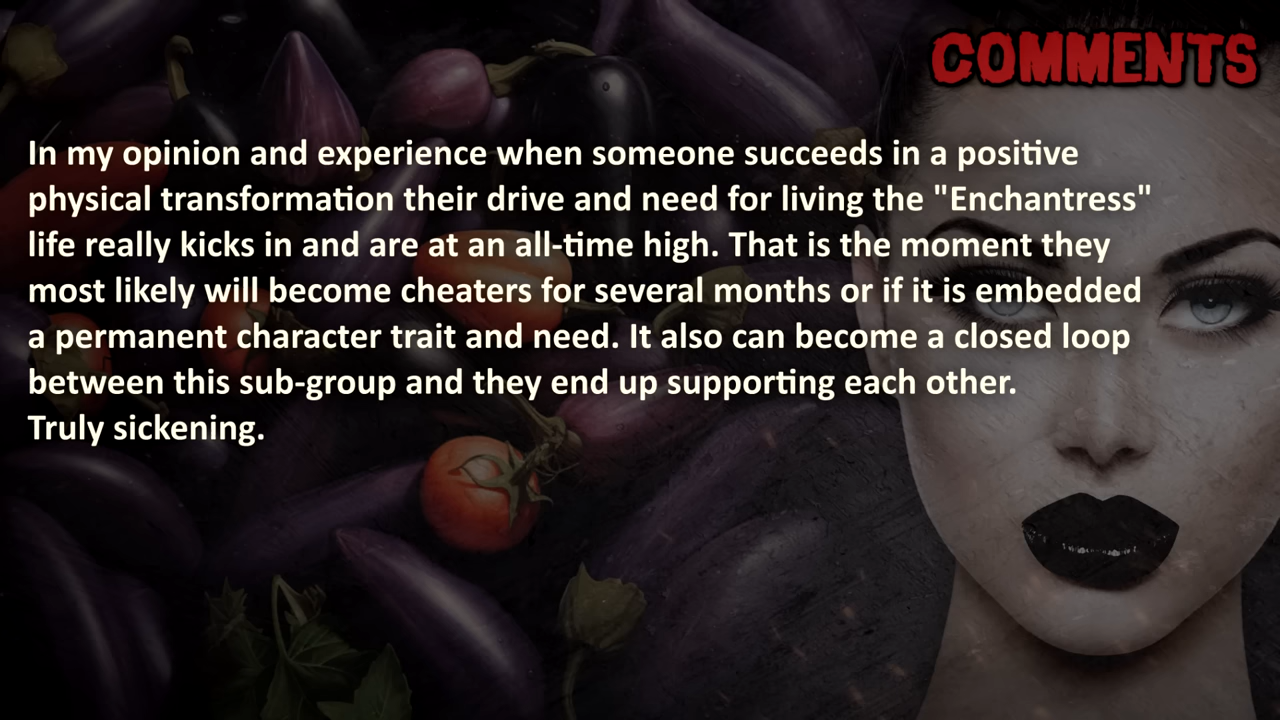 COMMENTS
In my opinion and experience when someone succeeds in a positive
physical transformation their drive and need for living the "Enchantress"
life really kicks in and are at an all-time high. That is the moment they
most likely will become cheaters for several months or if it is embedded
a permanent character trait and need. It also can become a closed loop
between this sub-group and they end up supporting each other.
Truly sickening.